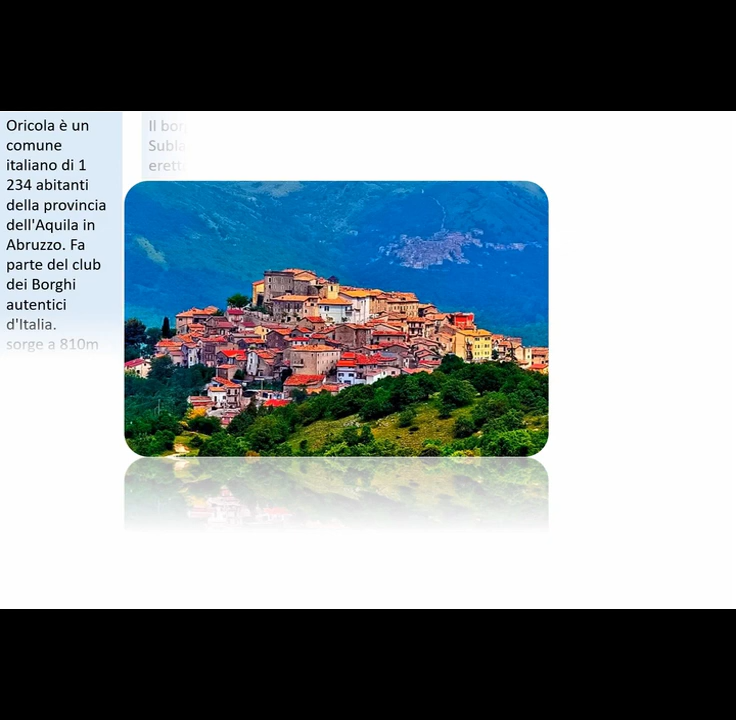 Oricola è un
comune
italiano di 1
234 abitanti
della provincia
dell'Aquila in
Abruzzo. Fa
parte del club
dei Borghi
autentici
d'Italia.
sorge a 810m
Il